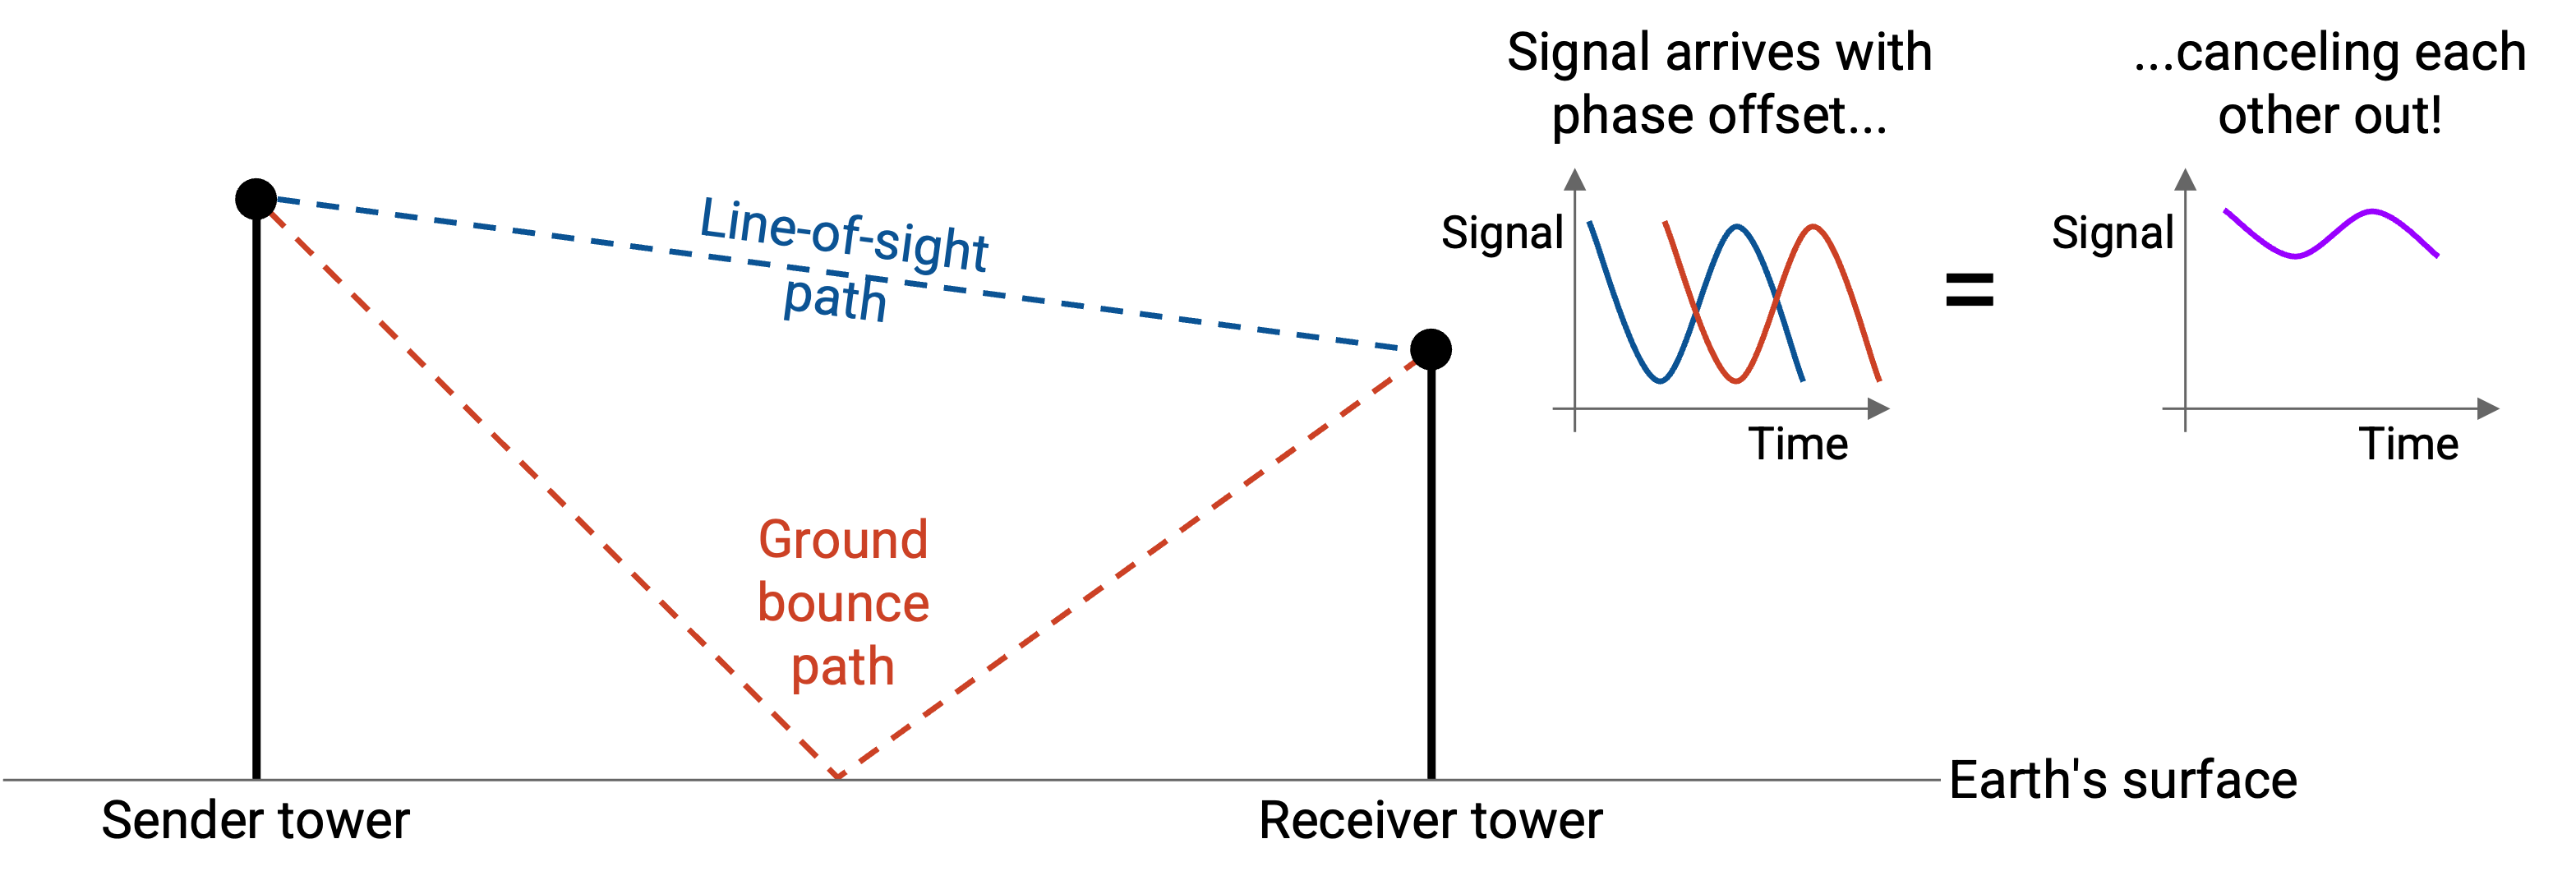 Signal arrives with
phase offset...
...canceling each
other out!
Line-of-sight
path
Signal
Time
=
Signal
Time
Ground
bounce
path
Earth's surface
Sender tower
Receiver tower